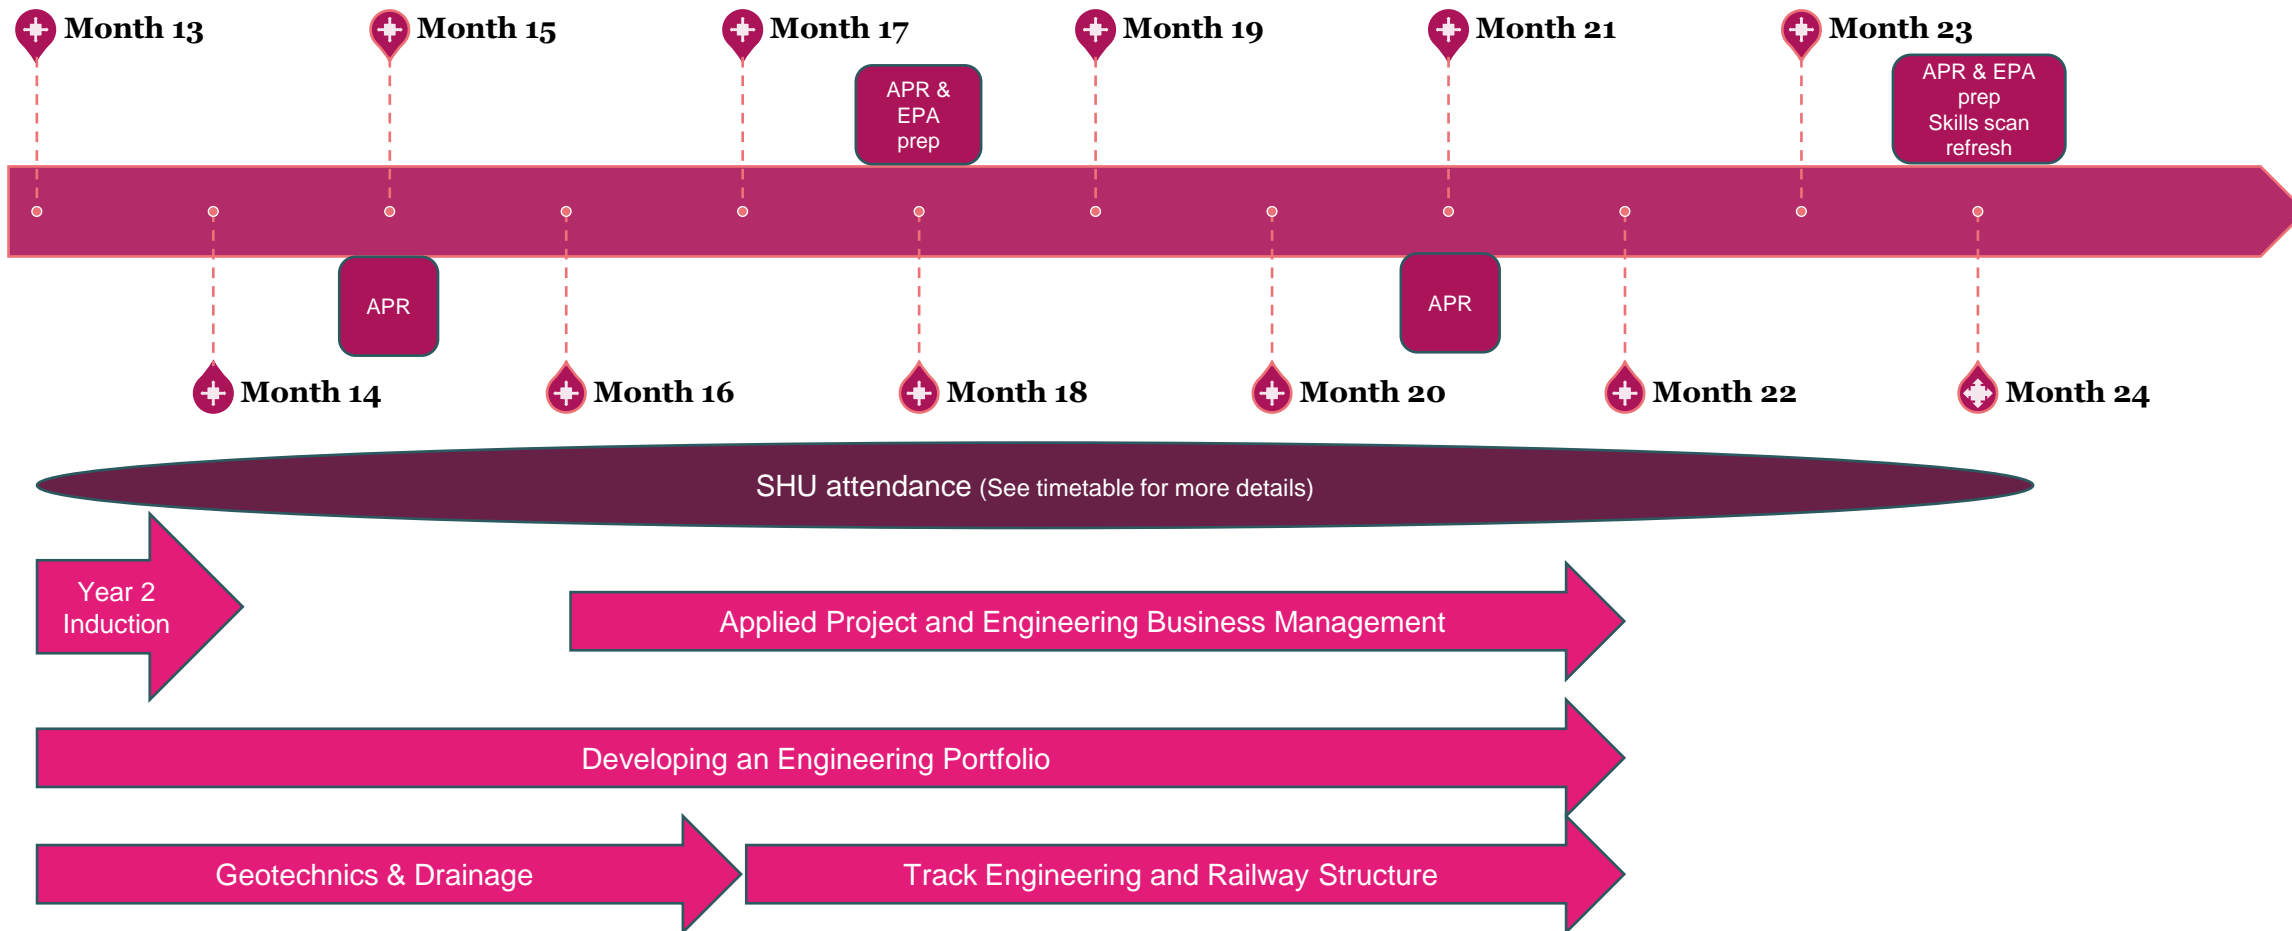 Month 13
Month 15
Month 17
Month 19
Month 21
Month 23
APR &
EPA
prep
APR & EPA
prep
Skills scan
refresh
APR
APR
Month 14
Month 16
Month 18
Month 20
Month 22
Month 24
SHU attendance (See timetable for more details)
Year 2
Induction
Applied Project and Engineering Business Management
Developing an Engineering Portfolio
Geotechnics & Drainage
Track Engineering and Railway Structure